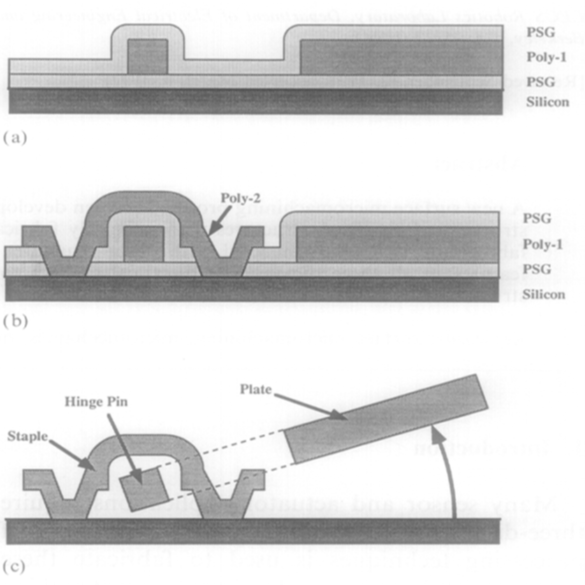 PSG
Poly-1
PSG
Silicon
(a)
Poly-2
PSG
Poly-1
PSG
Silicon
(b)
Plate
Hinge Pin
Staple
(c)